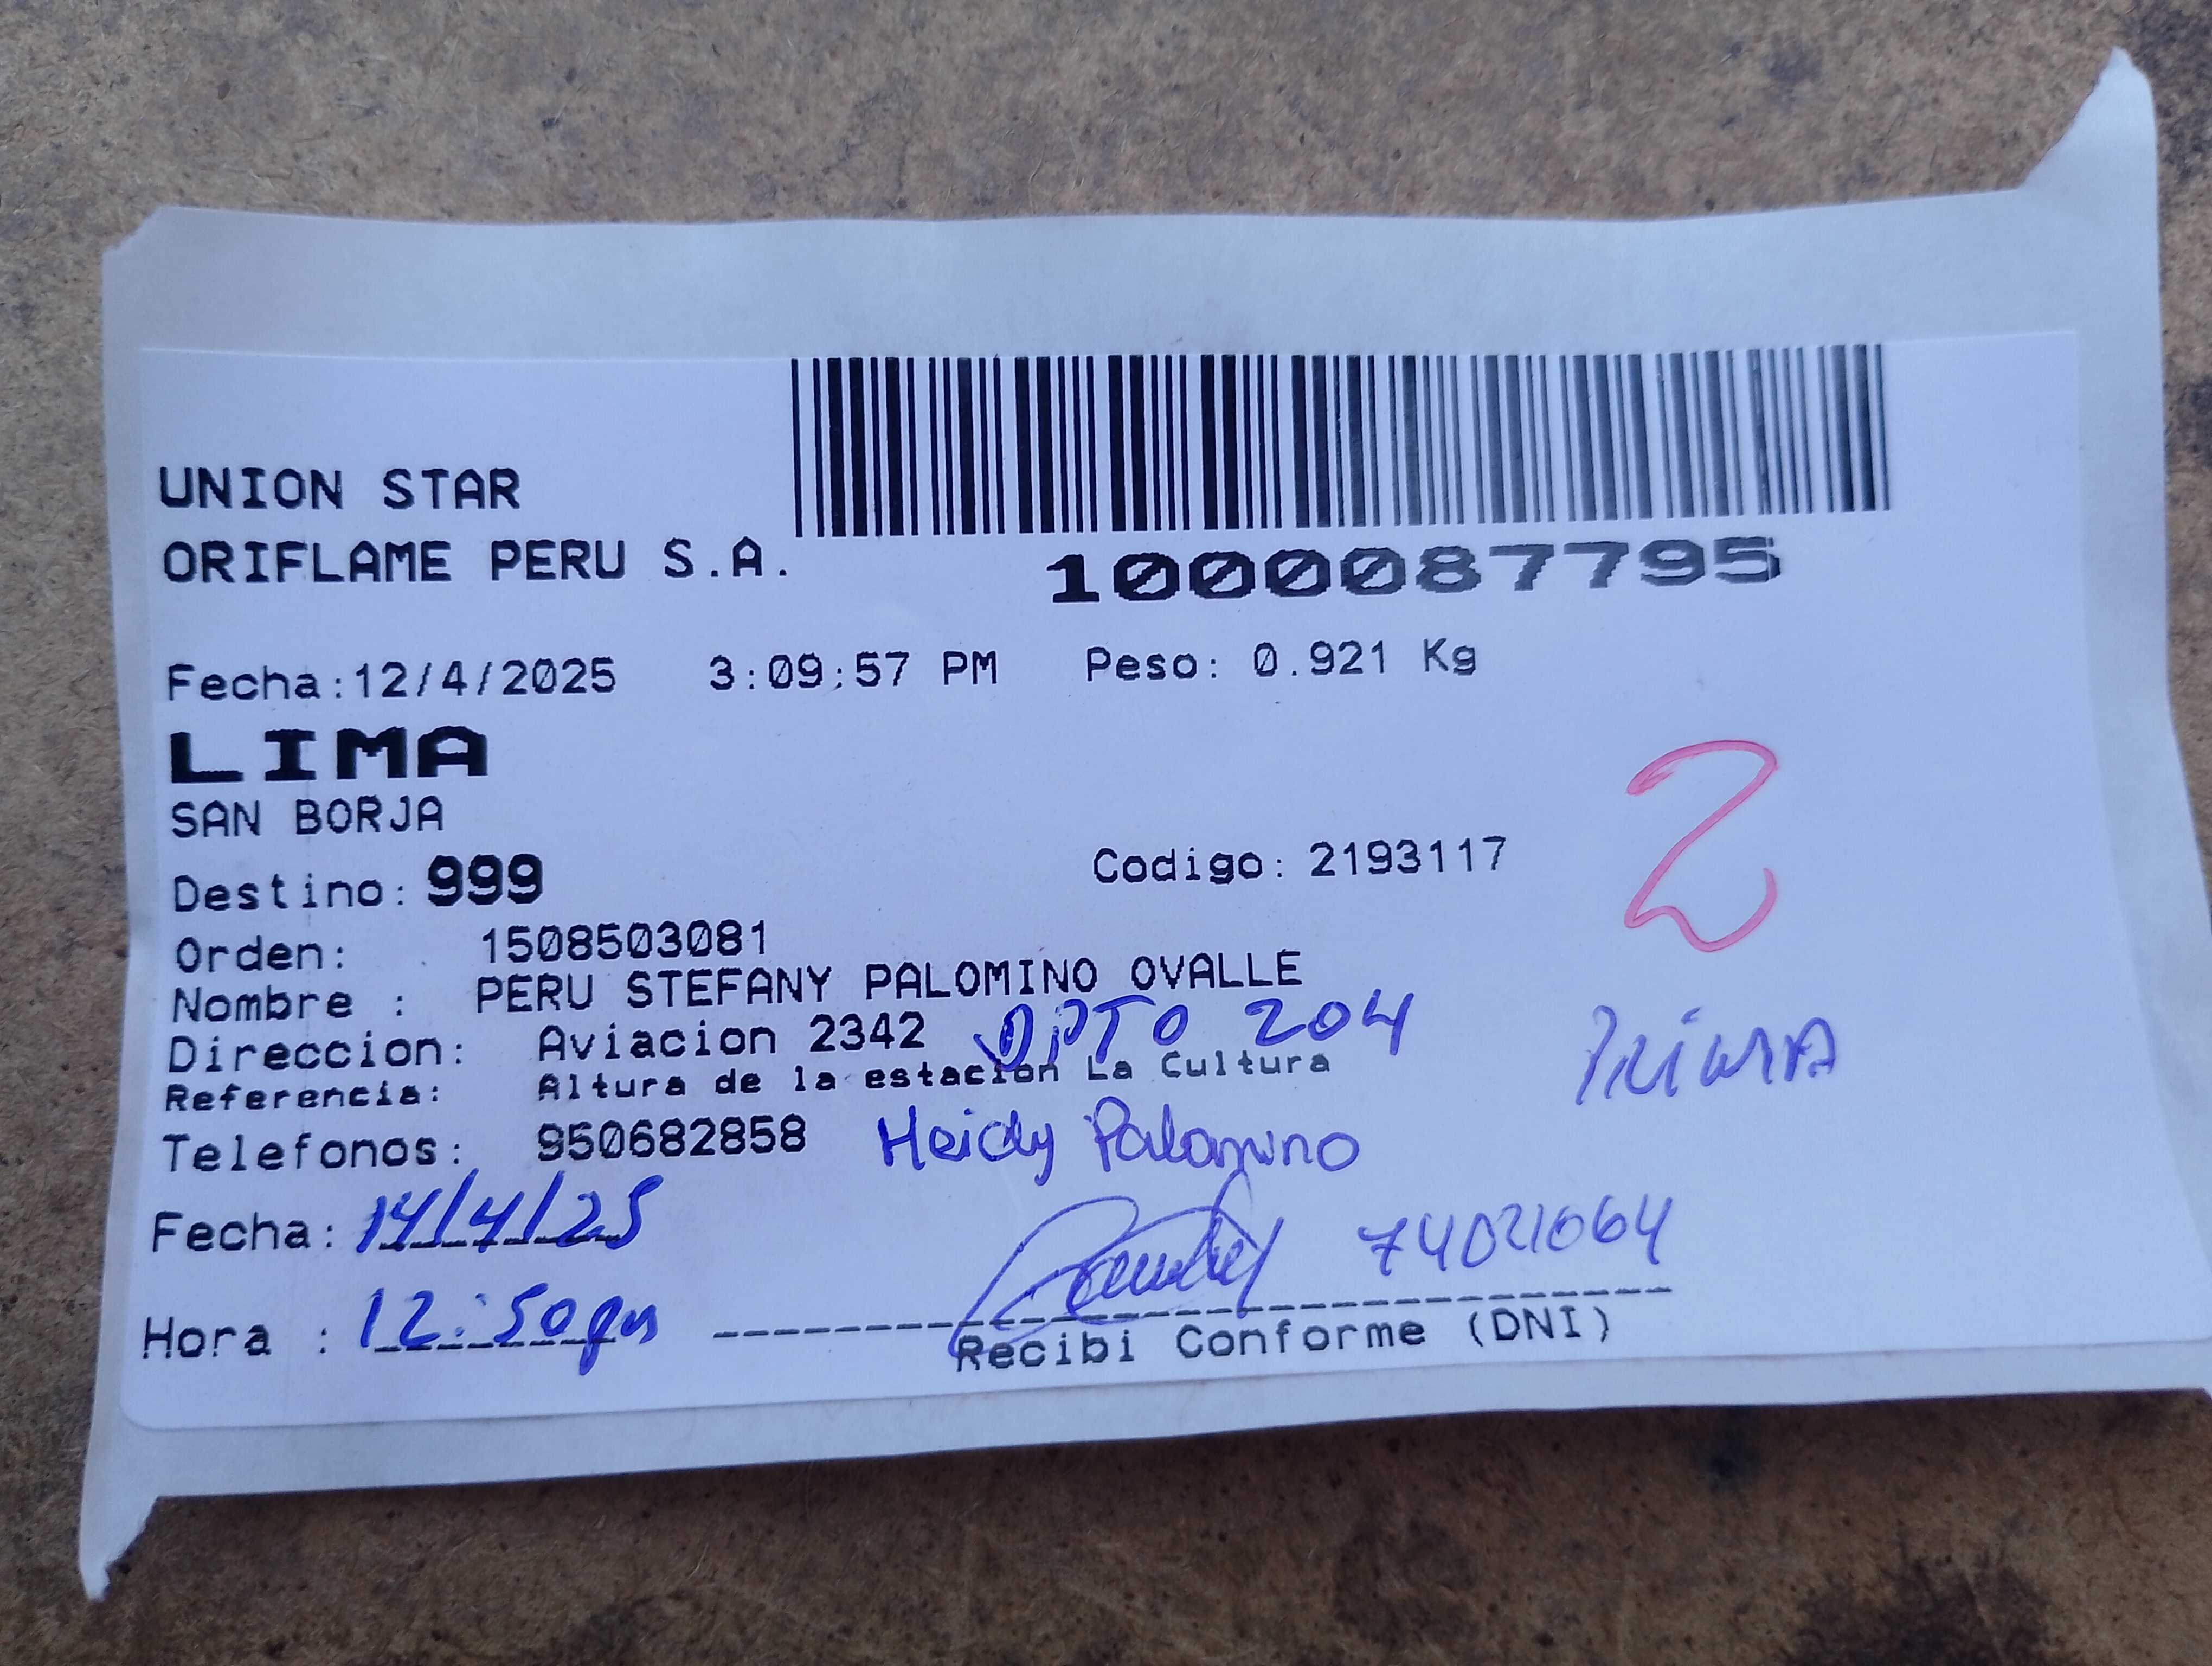 UNION STAR
ORIFLAME PERU S.A.
1000087795
Fecha:12/4/2025 3:09:57 PM Peso: 0.921 Kg
LIMA
SAN BORJA
2
Destino: 999 Codigo: 2193117
Orden: 1508503081
Nombre : PERU STEFANY PALOMINO OVALLE
Direccion: Aviacion 2342 DPTO 204
PRIMA
Referencia: Altura de la estación La Cultura
Telefonos: 950682858 Heidy Palomino
Fecha: 14/4/25 74021064
Hora : 12:50pm
Recibi Conforme (DNI)